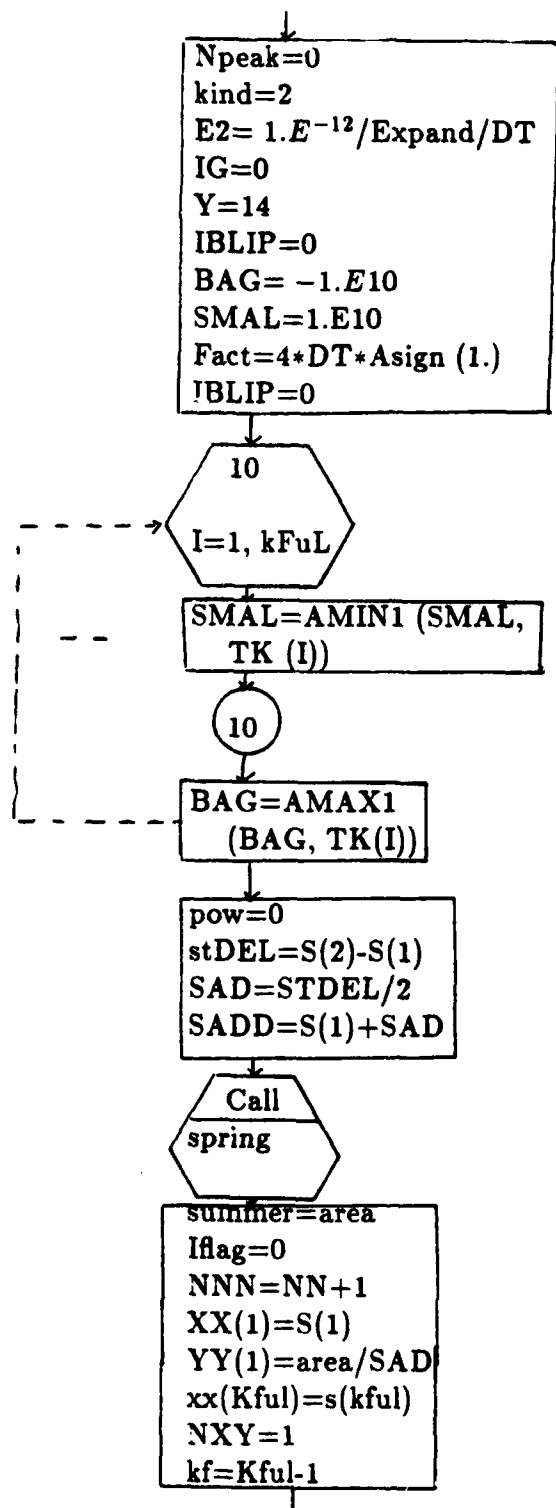 Npeak=0
kind=2
E2= 1.E^-12/Expand/DT
IG=0
Y=14
IBLIP=0
BAG= −1.E10
SMAL=1.E10
Fact=4*DT*Asign (1.)
IBLIP=0
10
I=1, kFuL
SMAL=AMIN1 (SMAL,
TK (I))
10
BAG=AMAX1
(BAG, TK(I))
pow=0
stDEL=S(2)-S(1)
SAD=STDEL/2
SADD=S(1)+SAD
Call
spring
summer=area
Iflag=0
NNN=NN+1
XX(1)=S(1)
YY(1)=area/SAD
xx(Kful)=s(kful)
NXY=1
kf=Kful-1